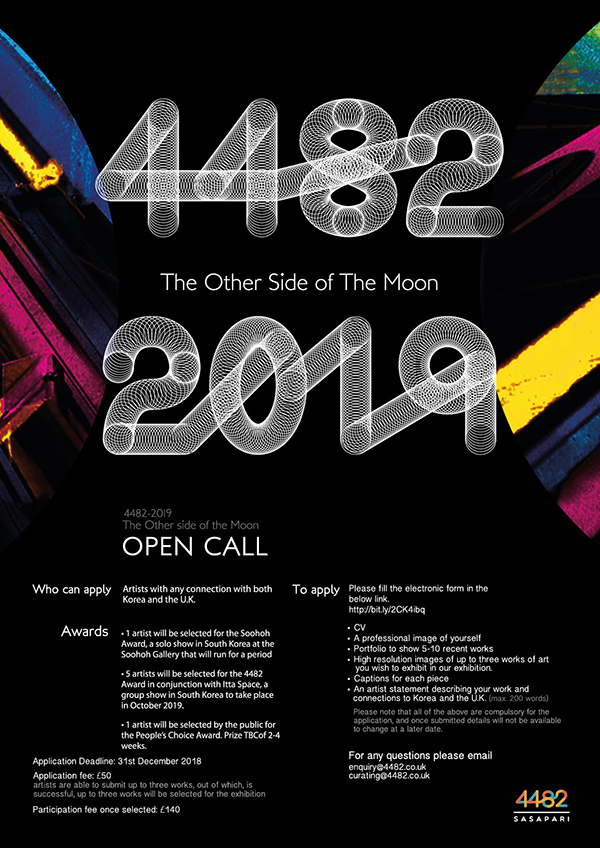 4482
The Other Side of The Moon
2019
4482-2019
The Other side of the Moon
OPEN CALL
Who can apply
Artists with any connection with both
Korea and the U.K.
Awards
• 1 artist will be selected for the Soohoh
Award, a solo show in South Korea at the
Soohoh Gallery that will run for a period
• 5 artists will be selected for the 4482
Award in conjunction with Itta Space, a
group show in South Korea to take place
in October 2019.
• 1 artist will be selected by the public for
the People's Choice Award. Prize TBCof 2-4
weeks.
Application Deadline: 31st December 2018
Application fee: £50
artists are able to submit up to three works, out of which, is
successful, up to three works will be selected for the exhibition
Participation fee once selected: £140
To apply
Please fill the electronic form in the
below link.
http://bit.ly/2CK4ibq
• CV
• A professional image of yourself
• Portfolio to show 5-10 recent works
• High resolution images of up to three works of art
you wish to exhibit in our exhibition.
• Captions for each piece
• An artist statement describing your work and
connections to Korea and the U.K. (max. 200 words)
Please note that all of the above are compulsory for the
application, and once submitted details will not be available
to change at a later date.
For any questions please email
enquiry@4482.co.uk
curating@4482.co.uk
4482
SASAPARI